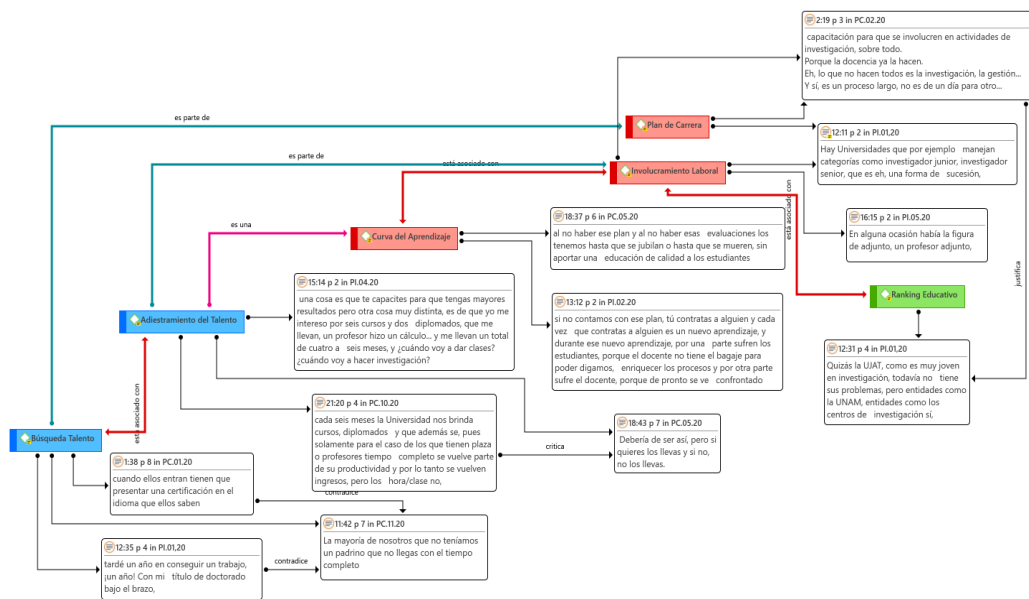 2:19 p 3 in PC.02.20
capacitación para que se involucren en actividades de
investigación, sobre todo.
Porque la docencia ya la hacen.
Eh, lo que no hacen todos es la investigación, la gestión...
Y sí, es un proceso largo, no es de un día para otro...
es parte de
Plan de Carrera
12:11 p 2 in PI.01,20
Hay Universidades que por ejemplo manejan
categorías como investigador junior, investigador
senior, que es eh, una forma de sucesión,
es parte de
está asociado con
Involucramiento Laboral
está asociado con
16:15 p 2 in PI.05.20
En alguna ocasión había la figura
de adjunto, un profesor adjunto,
18:37 p 6 in PC.05.20
al no haber ese plan y al no haber esas evaluaciones los
tenemos hasta que se jubilan o hasta que se mueren, sin
aportar una educación de calidad a los estudiantes
es una
Curva del Aprendizaje
justifica
15:14 p 2 in PI.04.20
una cosa es que te capacites para que tengas mayores
resultados pero otra cosa muy distinta, es de que yo me
intereso por seis cursos y dos diplomados, que me
llevan, un profesor hizo un cálculo... y me llevan un total
de cuatro a seis meses, y ¿cuándo voy a dar clases?
¿cuándo voy a hacer investigación?
Ranking Educativo
13:12 p 2 in PI.02.20
si no contamos con ese plan, tú contratas a alguien y cada
vez que contratas a alguien es un nuevo aprendizaje, y
durante ese nuevo aprendizaje, por una parte sufren los
estudiantes, porque el docente no tiene el bagaje para
poder digamos, enriquecer los procesos y por otra parte
sufre el docente, porque de pronto se ve confrontado
Adiestramiento del Talento
12:31 p 4 in PI.01,20
Quizás la UJAT, como es muy joven
en investigación, todavía no tiene
sus problemas, pero entidades como
la UNAM, entidades como los
centros de investigación sí,
está asociado con
21:20 p 4 in PC.10.20
cada seis meses la Universidad nos brinda
cursos, diplomados y que además se, pues
solamente para el caso de los que tienen plaza
o profesores tiempo completo se vuelve parte
de su productividad y por lo tanto se vuelven
ingresos, pero los hora/clase no,
18:43 p 7 in PC.05.20
Debería de ser así, pero si
quieres los llevas y si no,
no los llevas.
critica
Búsqueda Talento
1:38 p 8 in PC.01,20
cuando ellos entran tienen que
presentar una certificación en el
idioma que ellos saben
contradice
11:42 p 7 in PC.11.20
La mayoría de nosotros que no teníamos
un padrino que no llegas con el tiempo
completo
12:35 p 4 in PI.01,20
tardé un año en conseguir un trabajo,
¡un año! Con mi título de doctorado
bajo el brazo,
contradice